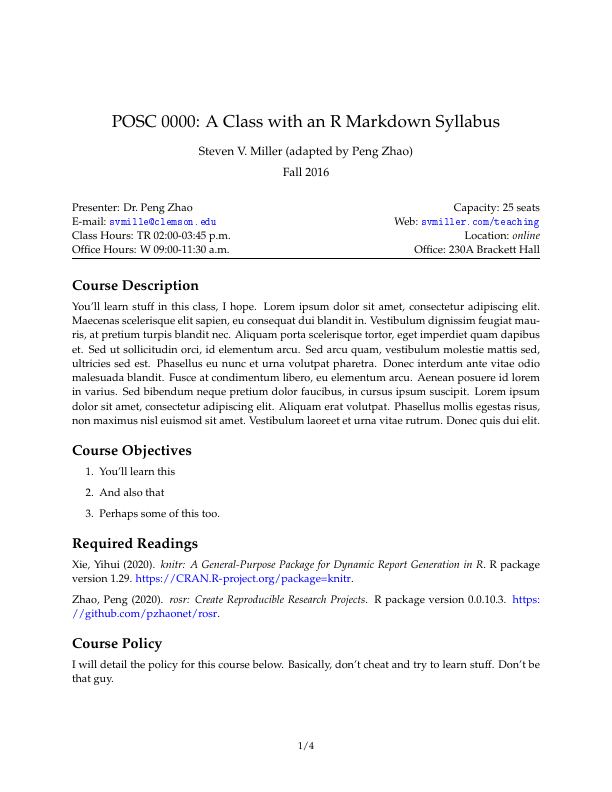 POSC 0000: A Class with an R Markdown Syllabus
Steven V. Miller (adapted by Peng Zhao)
Fall 2016
Presenter: Dr. Peng Zhao Capacity: 25 seats
E-mail: svmille@clemson.edu Web: svmiller.com/teaching
Class Hours: TR 02:00-03:45 p.m. Location: online
Office Hours: W 09:00-11:30 a.m. Office: 230A Brackett Hall
Course Description
You'll learn stuff in this class, I hope. Lorem ipsum dolor sit amet, consectetur adipiscing elit.
Maecenas scelerisque elit sapien, eu consequat dui blandit in. Vestibulum dignissim feugiat mau-
ris, at pretium turpis blandit nec. Aliquam porta scelerisque tortor, eget imperdiet quam dapibus
et. Sed ut sollicitudin orci, id elementum arcu. Sed arcu quam, vestibulum molestie mattis sed,
ultricies sed est. Phasellus eu nunc et urna volutpat pharetra. Donec interdum ante vitae odio
malesuada blandit. Fusce at condimentum libero, eu elementum arcu. Aenean posuere id lorem
in varius. Sed bibendum neque pretium dolor faucibus, in cursus ipsum suscipit. Lorem ipsum
dolor sit amet, consectetur adipiscing elit. Aliquam erat volutpat. Phasellus mollis egestas risus,
non maximus nisl euismod sit amet. Vestibulum laoreet et urna vitae rutrum. Donec quis dui elit.
Course Objectives
1. You'll learn this
2. And also that
3. Perhaps some of this too.
Required Readings
Xie, Yihui (2020). knitr: A General-Purpose Package for Dynamic Report Generation in R. R package
version 1.29. https://CRAN.R-project.org/package=knitr.
Zhao, Peng (2020). rosr: Create Reproducible Research Projects. R package version 0.0.10.3. https:
//github.com/pzhaonet/rosr.
Course Policy
I will detail the policy for this course below. Basically, don't cheat and try to learn stuff. Don't be
that guy.
1/4